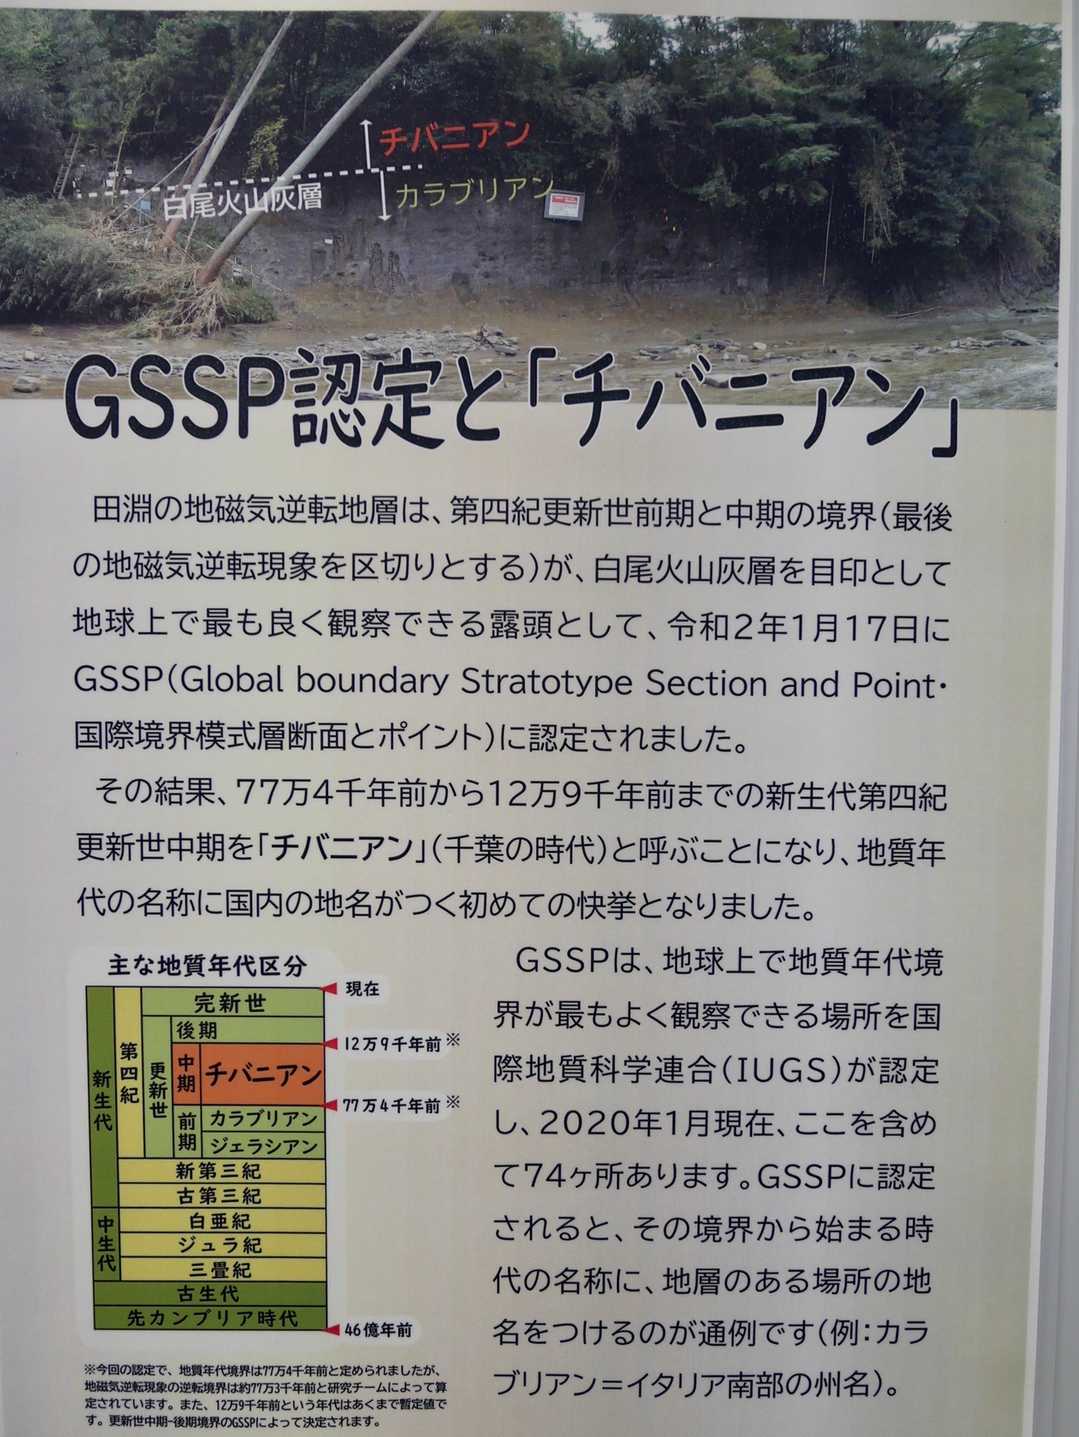 チバニアン
白尾火山灰層
カラブリアン
GSSP認定と「チバニアン」
田淵の地磁気逆転地層は、第四紀更新世前期と中期の境界(最後
の地磁気逆転現象を区切りとする)が、白尾火山灰層を目印として
地球上で最も良く観察できる露頭として、令和2年1月17日に
GSSP(Global boundary Stratotype Section and Point・
国際境界模式層断面とポイント)に認定されました。
その結果、77万4千年前から12万9千年前までの新生代第四紀
更新世中期を「チバニアン」(千葉の時代)と呼ぶことになり、地質年
代の名称に国内の地名がつく初めての快挙となりました。
主な地質年代区分
現在
完新世
後期
12万9千年前※
新生代
第四紀
更新世
中期
チバニアン
77万4千年前※
前期
カラブリアン
ジェラシアン
新第三紀
古第三紀
中生代
白亜紀
ジュラ紀
三畳紀
古生代
先カンブリア時代
46億年前
※今回の認定で、地質年代境界は77万4千年前と定められましたが、
地磁気逆転現象の逆転境界は約77万3千年前と研究チームによって算
定されています。また、12万9千年前という年代はあくまで暫定値で
す。更新世中期-後期境界のGSSPによって決定されます。
GSSPは、地球上で地質年代境
界が最もよく観察できる場所を国
際地質科学連合(IUGS)が認定
し、2020年1月現在、ここを含め
て74ヶ所あります。GSSPに認定
されると、その境界から始まる時
代の名称に、地層のある場所の地
名をつけるのが通例です(例:カラ
ブリアン=イタリア南部の州名)。